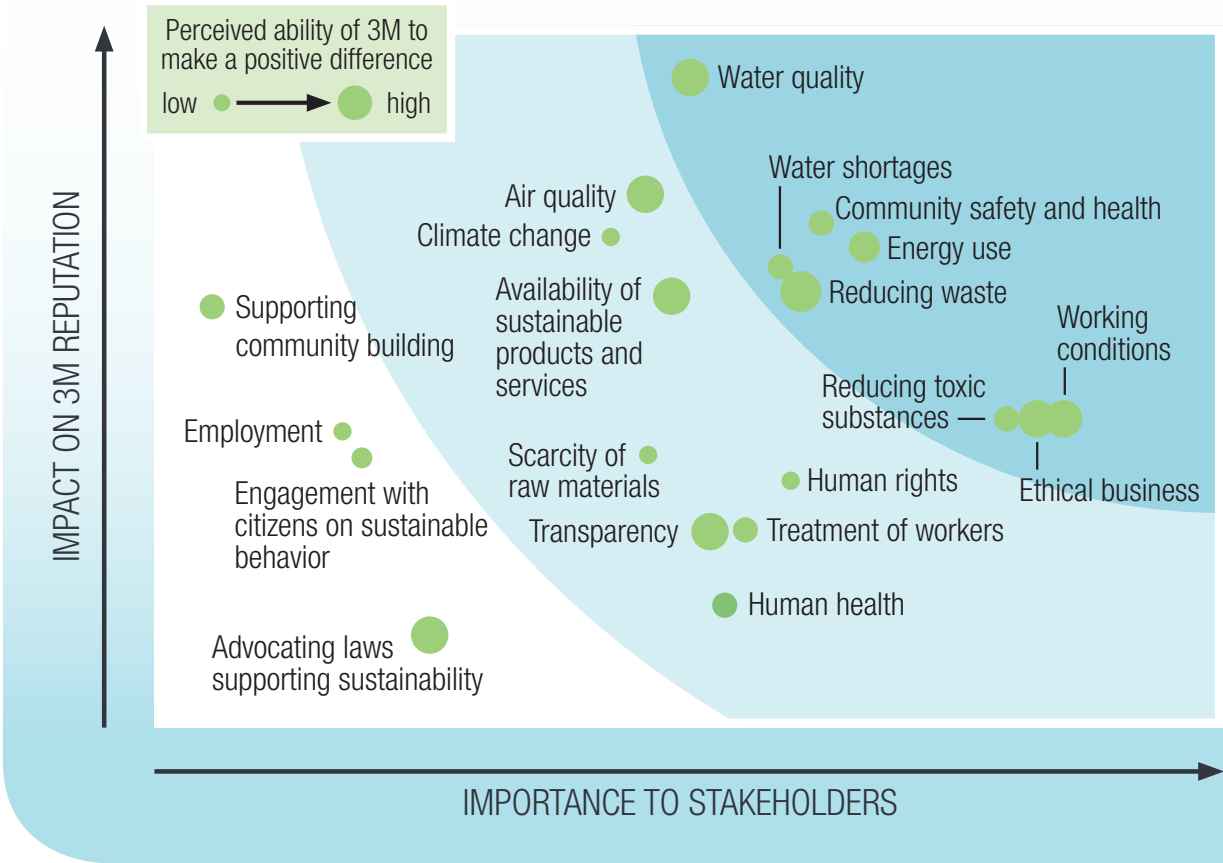 Perceived ability of 3M to
make a positive difference
low
high
IMPACT ON 3M REPUTATION
Water quality
Water shortages
Air quality
Community safety and health
Climate change
Energy use
Availability of
sustainable
products and
services
Reducing waste
Supporting
community building
Working
conditions
Reducing toxic
substances
Employment
Scarcity of
raw materials
Human rights
Ethical business
Engagement with
citizens on sustainable
behavior
Transparency
Treatment of workers
Human health
Advocating laws
supporting sustainability
IMPORTANCE TO STAKEHOLDERS